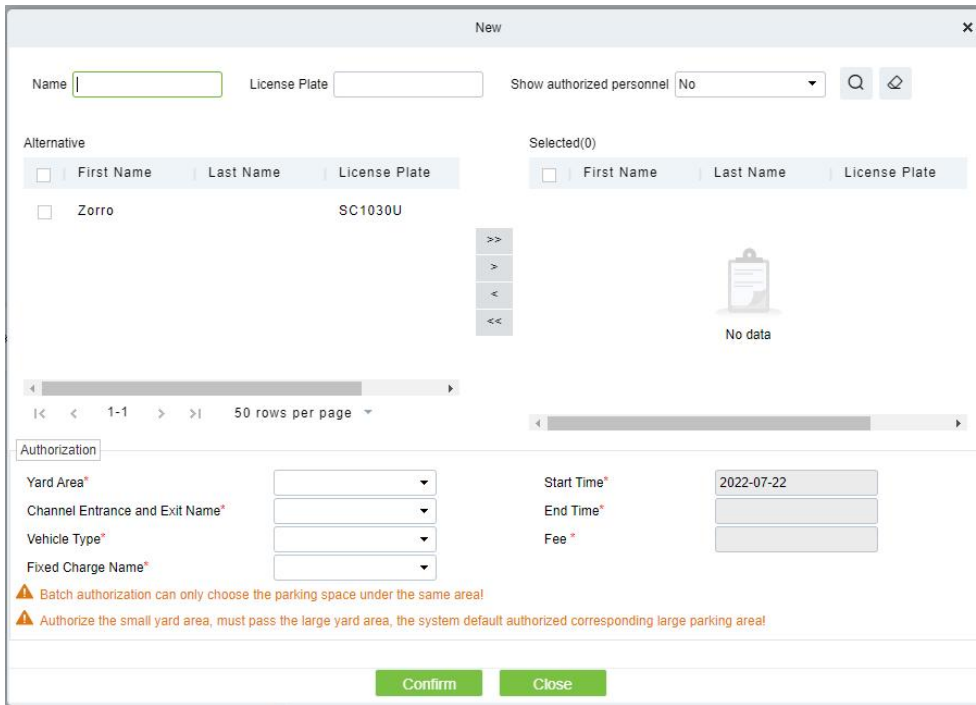 New ×
Name License Plate Show authorized personnel No
Alternative Selected(0)
First Name Last Name License Plate First Name Last Name License Plate
Zorro SC1030U
>>
>
<
<<
No data
|< < 1-1 > >| 50 rows per page
Authorization
Yard Area* Start Time* 2022-07-22
Channel Entrance and Exit Name* End Time*
Vehicle Type* Fee *
Fixed Charge Name*
Batch authorization can only choose the parking space under the same area!
Authorize the small yard area, must pass the large yard area, the system default authorized corresponding large parking area!
Confirm Close